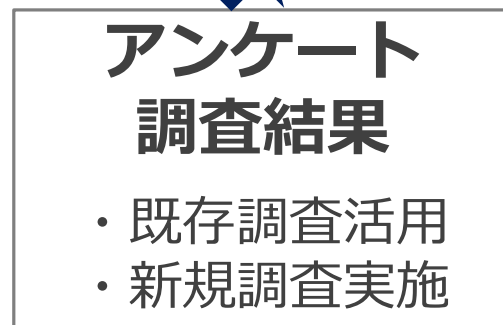 アンケート
調査結果
・既存調査活用
・新規調査実施